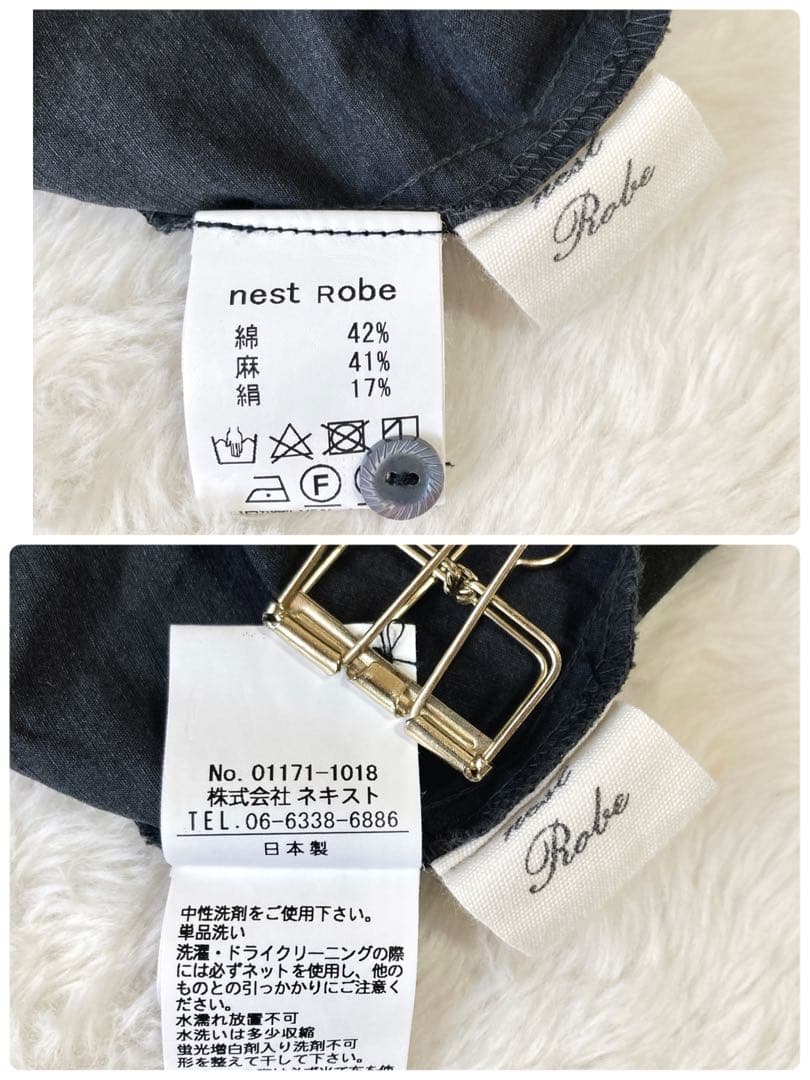 nest Robe
綿 42%
麻 41%
絹 17%
F
nest
Robe
No. 01171-1018
株式会社 ネキスト
TEL.06-6338-6886
日本製
中性洗剤をご使用下さい。
単品洗い
洗濯・ドライクリーニングの際
には必ずネットを使用し、他の
ものとの引っかかりにご注意く
ださい。
水濡れ放置不可
水洗いは多少収縮
蛍光増白剤入り洗剤不可
形を整えて干して下さい。
nest
Robe